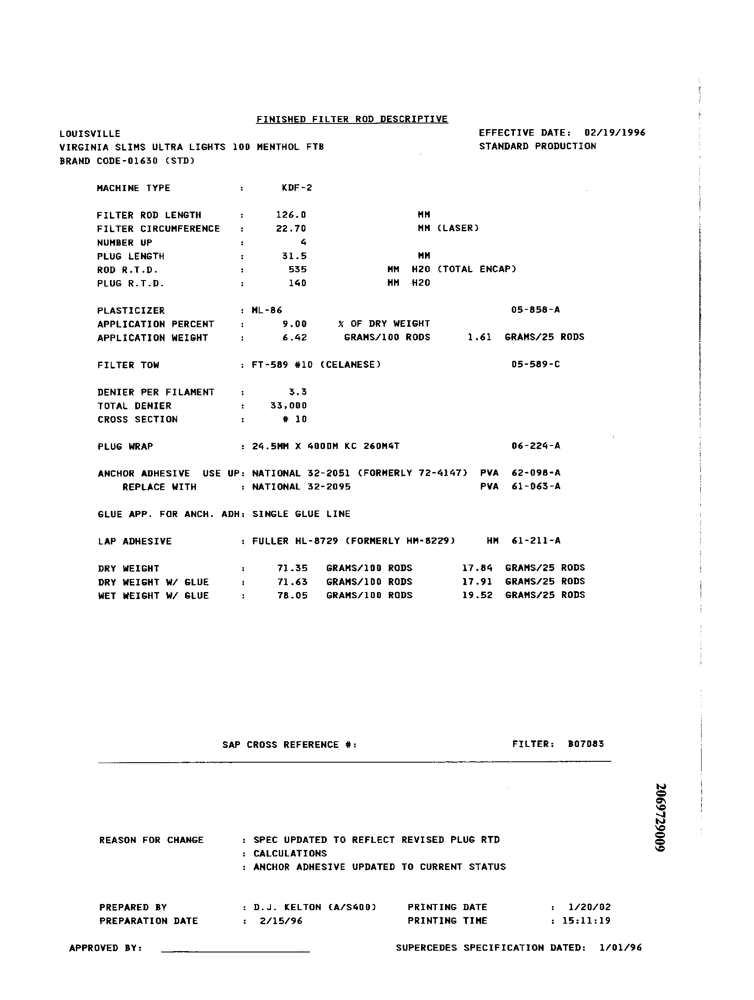 FINISHED FILTER ROD DESCRIPTIVE
LOUISVILLE EFFECTIVE DATE: 02/19/1996
VIRGINIA SLIMS ULTRA LIGHTS 100 MENTHOL FTB STANDARD PRODUCTION
BRAND CODE-01630 (STD)
MACHINE TYPE : KDF-2
FILTER ROD LENGTH : 126.0 MM
FILTER CIRCUMFERENCE : 22.70 MM (LASER)
NUMBER UP : 4
PLUG LENGTH : 31.5 MM
ROD R.T.D. : 535 MM H2O (TOTAL ENCAP)
PLUG R.T.D. : 140 MM H2O
PLASTICIZER : ML-86 05-858-A
APPLICATION PERCENT : 9.00 % OF DRY WEIGHT
APPLICATION WEIGHT : 6.42 GRAMS/100 RODS 1.61 GRAMS/25 RODS
FILTER TOW : FT-589 #10 (CELANESE) 05-589-C
DENIER PER FILAMENT : 3.3
TOTAL DENIER : 33,000
CROSS SECTION : # 10
PLUG WRAP : 24.5MM X 4000M KC 260M4T 06-224-A
ANCHOR ADHESIVE USE UP: NATIONAL 32-2051 (FORMERLY 72-4147) PVA 62-098-A
REPLACE WITH : NATIONAL 32-2095 PVA 61-063-A
GLUE APP. FOR ANCH. ADH: SINGLE GLUE LINE
LAP ADHESIVE : FULLER HL-8729 (FORMERLY HM-8229) HM 61-211-A
DRY WEIGHT : 71.35 GRAMS/100 RODS 17.84 GRAMS/25 RODS
DRY WEIGHT W/ GLUE : 71.63 GRAMS/100 RODS 17.91 GRAMS/25 RODS
WET WEIGHT W/ GLUE : 78.05 GRAMS/100 RODS 19.52 GRAMS/25 RODS
SAP CROSS REFERENCE #: FILTER: B07083
2069729009
REASON FOR CHANGE : SPEC UPDATED TO REFLECT REVISED PLUG RTD
: CALCULATIONS
: ANCHOR ADHESIVE UPDATED TO CURRENT STATUS
PREPARED BY : D.J. KELTON (A/S400) PRINTING DATE : 1/20/02
PREPARATION DATE : 2/15/96 PRINTING TIME : 15:11:19
APPROVED BY: SUPERCEDES SPECIFICATION DATED: 1/01/96